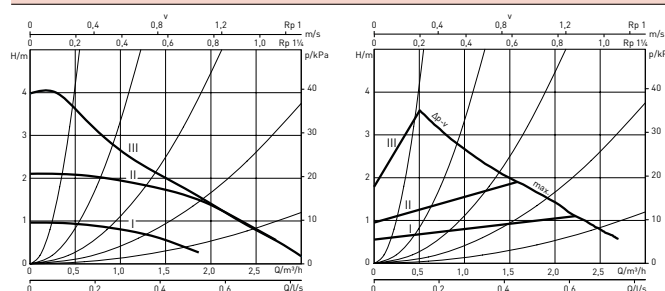 v
0 0,4 0,8 1,2 Rp 1
m/s
0 0,2 0,4 0,6 0,8 1,0 Rp 1¼
H/m
p/kPa
4
3
2
1
0
40
30
20
10
0
III
II
I
0 0,5 1,0 1,5 2,0 2,5 Q/m³/h
0 0,2 0,4 0,6 Q/l/s
v
0 0,4 0,8 1,2 Rp 1
m/s
0 0,2 0,4 0,6 0,8 1,0 Rp 1¼
H/m
p/kPa
4
3
2
1
0
40
30
20
10
0
Δp-v
III
max.
II
I
0 0,5 1,0 1,5 2,0 2,5 Q/m³/h
0 0,2 0,4 0,6 Q/l/s